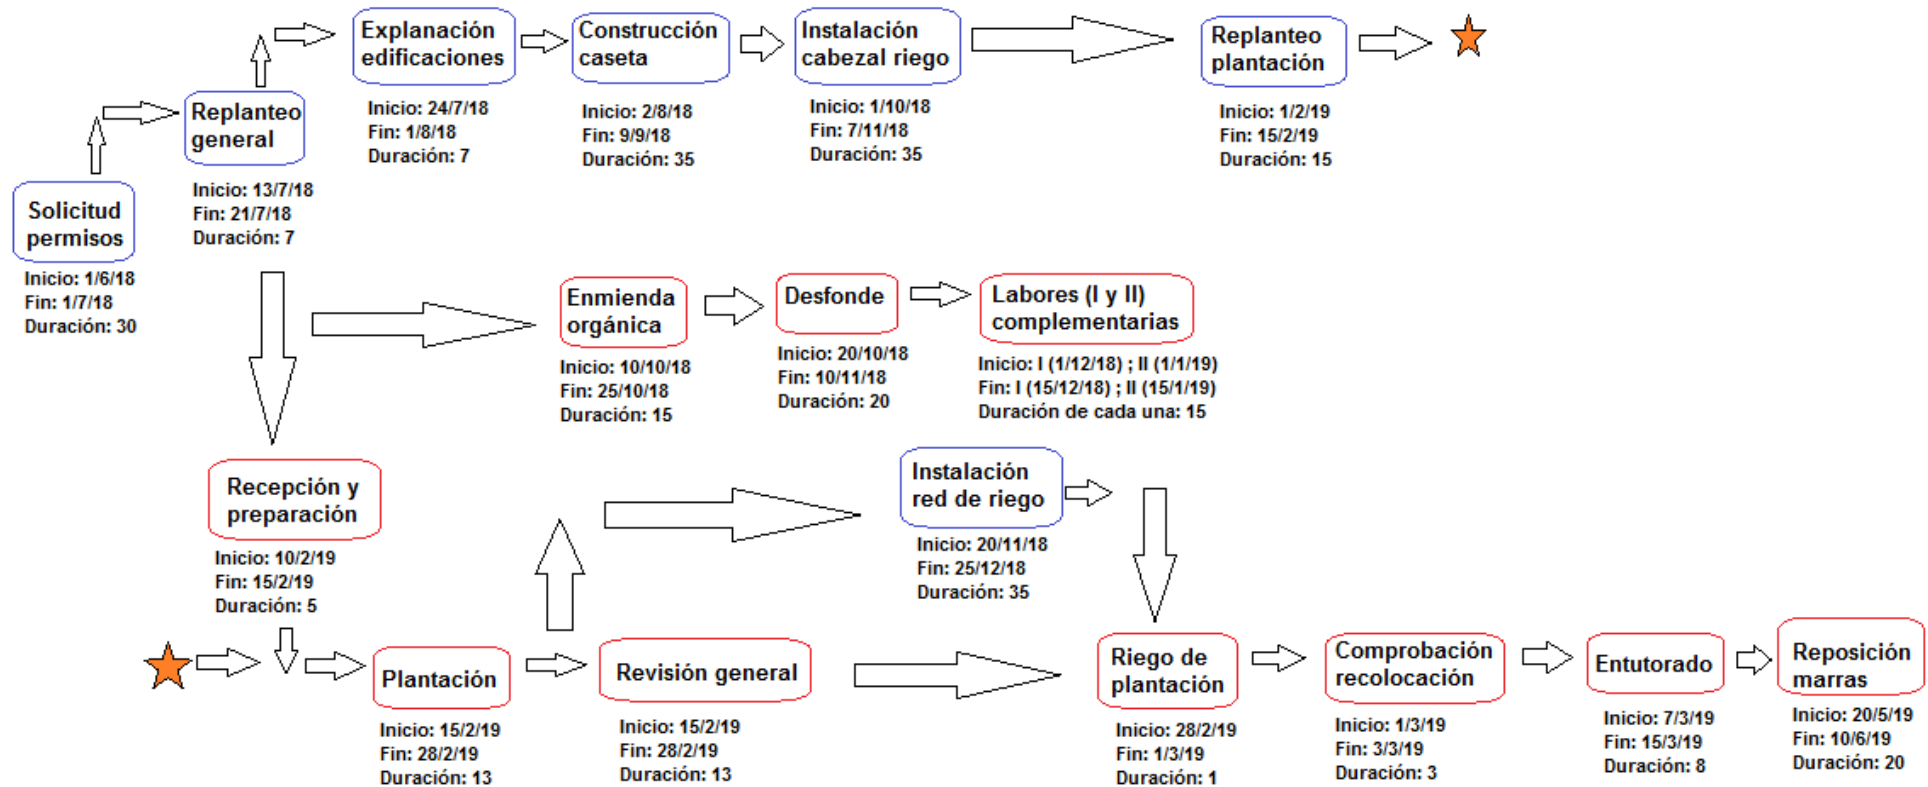 Solicitud
permisos
Inicio: 1/6/18
Fin: 1/7/18
Duración: 30
Replanteo
general
Inicio: 13/7/18
Fin: 21/7/18
Duración: 7
Explanación
edificaciones
Inicio: 24/7/18
Fin: 1/8/18
Duración: 7
Construcción
caseta
Inicio: 2/8/18
Fin: 9/9/18
Duración: 35
Instalación
cabezal riego
Inicio: 1/10/18
Fin: 7/11/18
Duración: 35
Replanteo
plantación
Inicio: 1/2/19
Fin: 15/2/19
Duración: 15
Enmienda
orgánica
Inicio: 10/10/18
Fin: 25/10/18
Duración: 15
Desfonde
Inicio: 20/10/18
Fin: 10/11/18
Duración: 20
Labores (I y II)
complementarias
Inicio: I (1/12/18) ; II (1/1/19)
Fin: I (15/12/18) ; II (15/1/19)
Duración de cada una: 15
Recepción y
preparación
Inicio: 10/2/19
Fin: 15/2/19
Duración: 5
Instalación
red de riego
Inicio: 20/11/18
Fin: 25/12/18
Duración: 35
Plantación
Inicio: 15/2/19
Fin: 28/2/19
Duración: 13
Revisión general
Inicio: 15/2/19
Fin: 28/2/19
Duración: 13
Riego de
plantación
Inicio: 28/2/19
Fin: 1/3/19
Duración: 1
Comprobación
recolocación
Inicio: 1/3/19
Fin: 3/3/19
Duración: 3
Entutorado
Inicio: 7/3/19
Fin: 15/3/19
Duración: 8
Reposición
marras
Inicio: 20/5/19
Fin: 10/6/19
Duración: 20